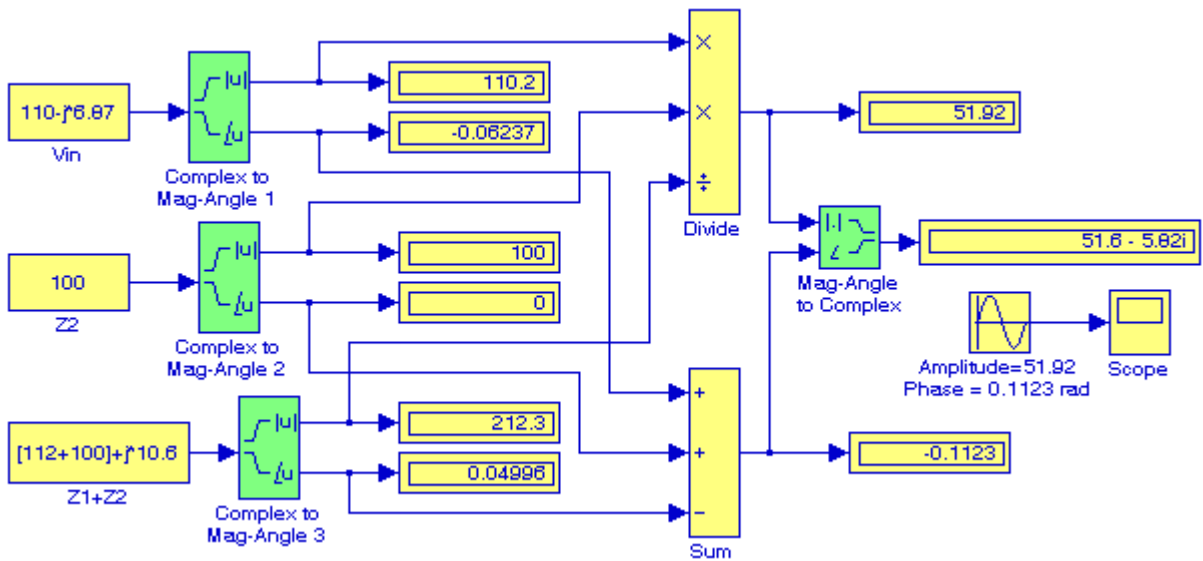 110-j*6.87
Vin
|u|
∠u
Complex to
Mag-Angle 1
110.2
-0.06237
×
×
÷
Divide
51.92
100
Z2
|u|
∠u
Complex to
Mag-Angle 2
100
0
|·|
∠
Mag-Angle
to Complex
51.6 - 5.82i
Amplitude=51.92
Phase = 0.1123 rad
Scope
[112+100]+j*10.6
Z1+Z2
|u|
∠u
Complex to
Mag-Angle 3
212.3
0.04996
+
+
−
Sum
-0.1123